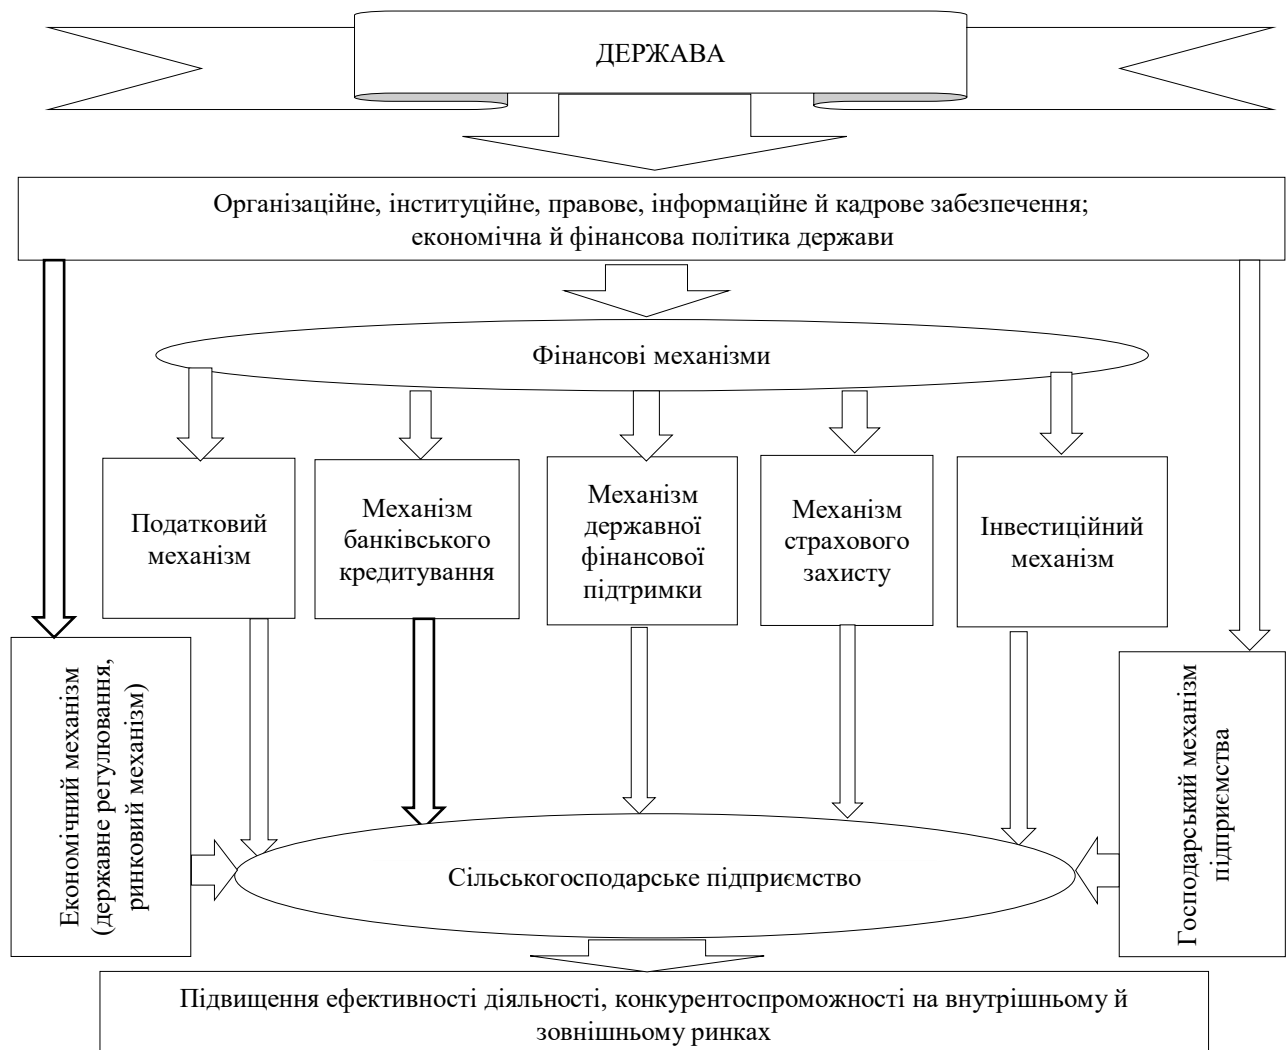 ДЕРЖАВА
Організаційне, інституційне, правове, інформаційне й кадрове забезпечення;
економічна й фінансова політика держави
Фінансові механізми
Податковий
механізм
Механізм
банківського
кредитування
Механізм
державної
фінансової
підтримки
Механізм
страхового
захисту
Інвестиційний
механізм
Економічний механізм
(державне регулювання,
ринковий механізм)
Господарський механізм
підприємства
Сільськогосподарське підприємство
Підвищення ефективності діяльності, конкурентоспроможності на внутрішньому й
зовнішньому ринках